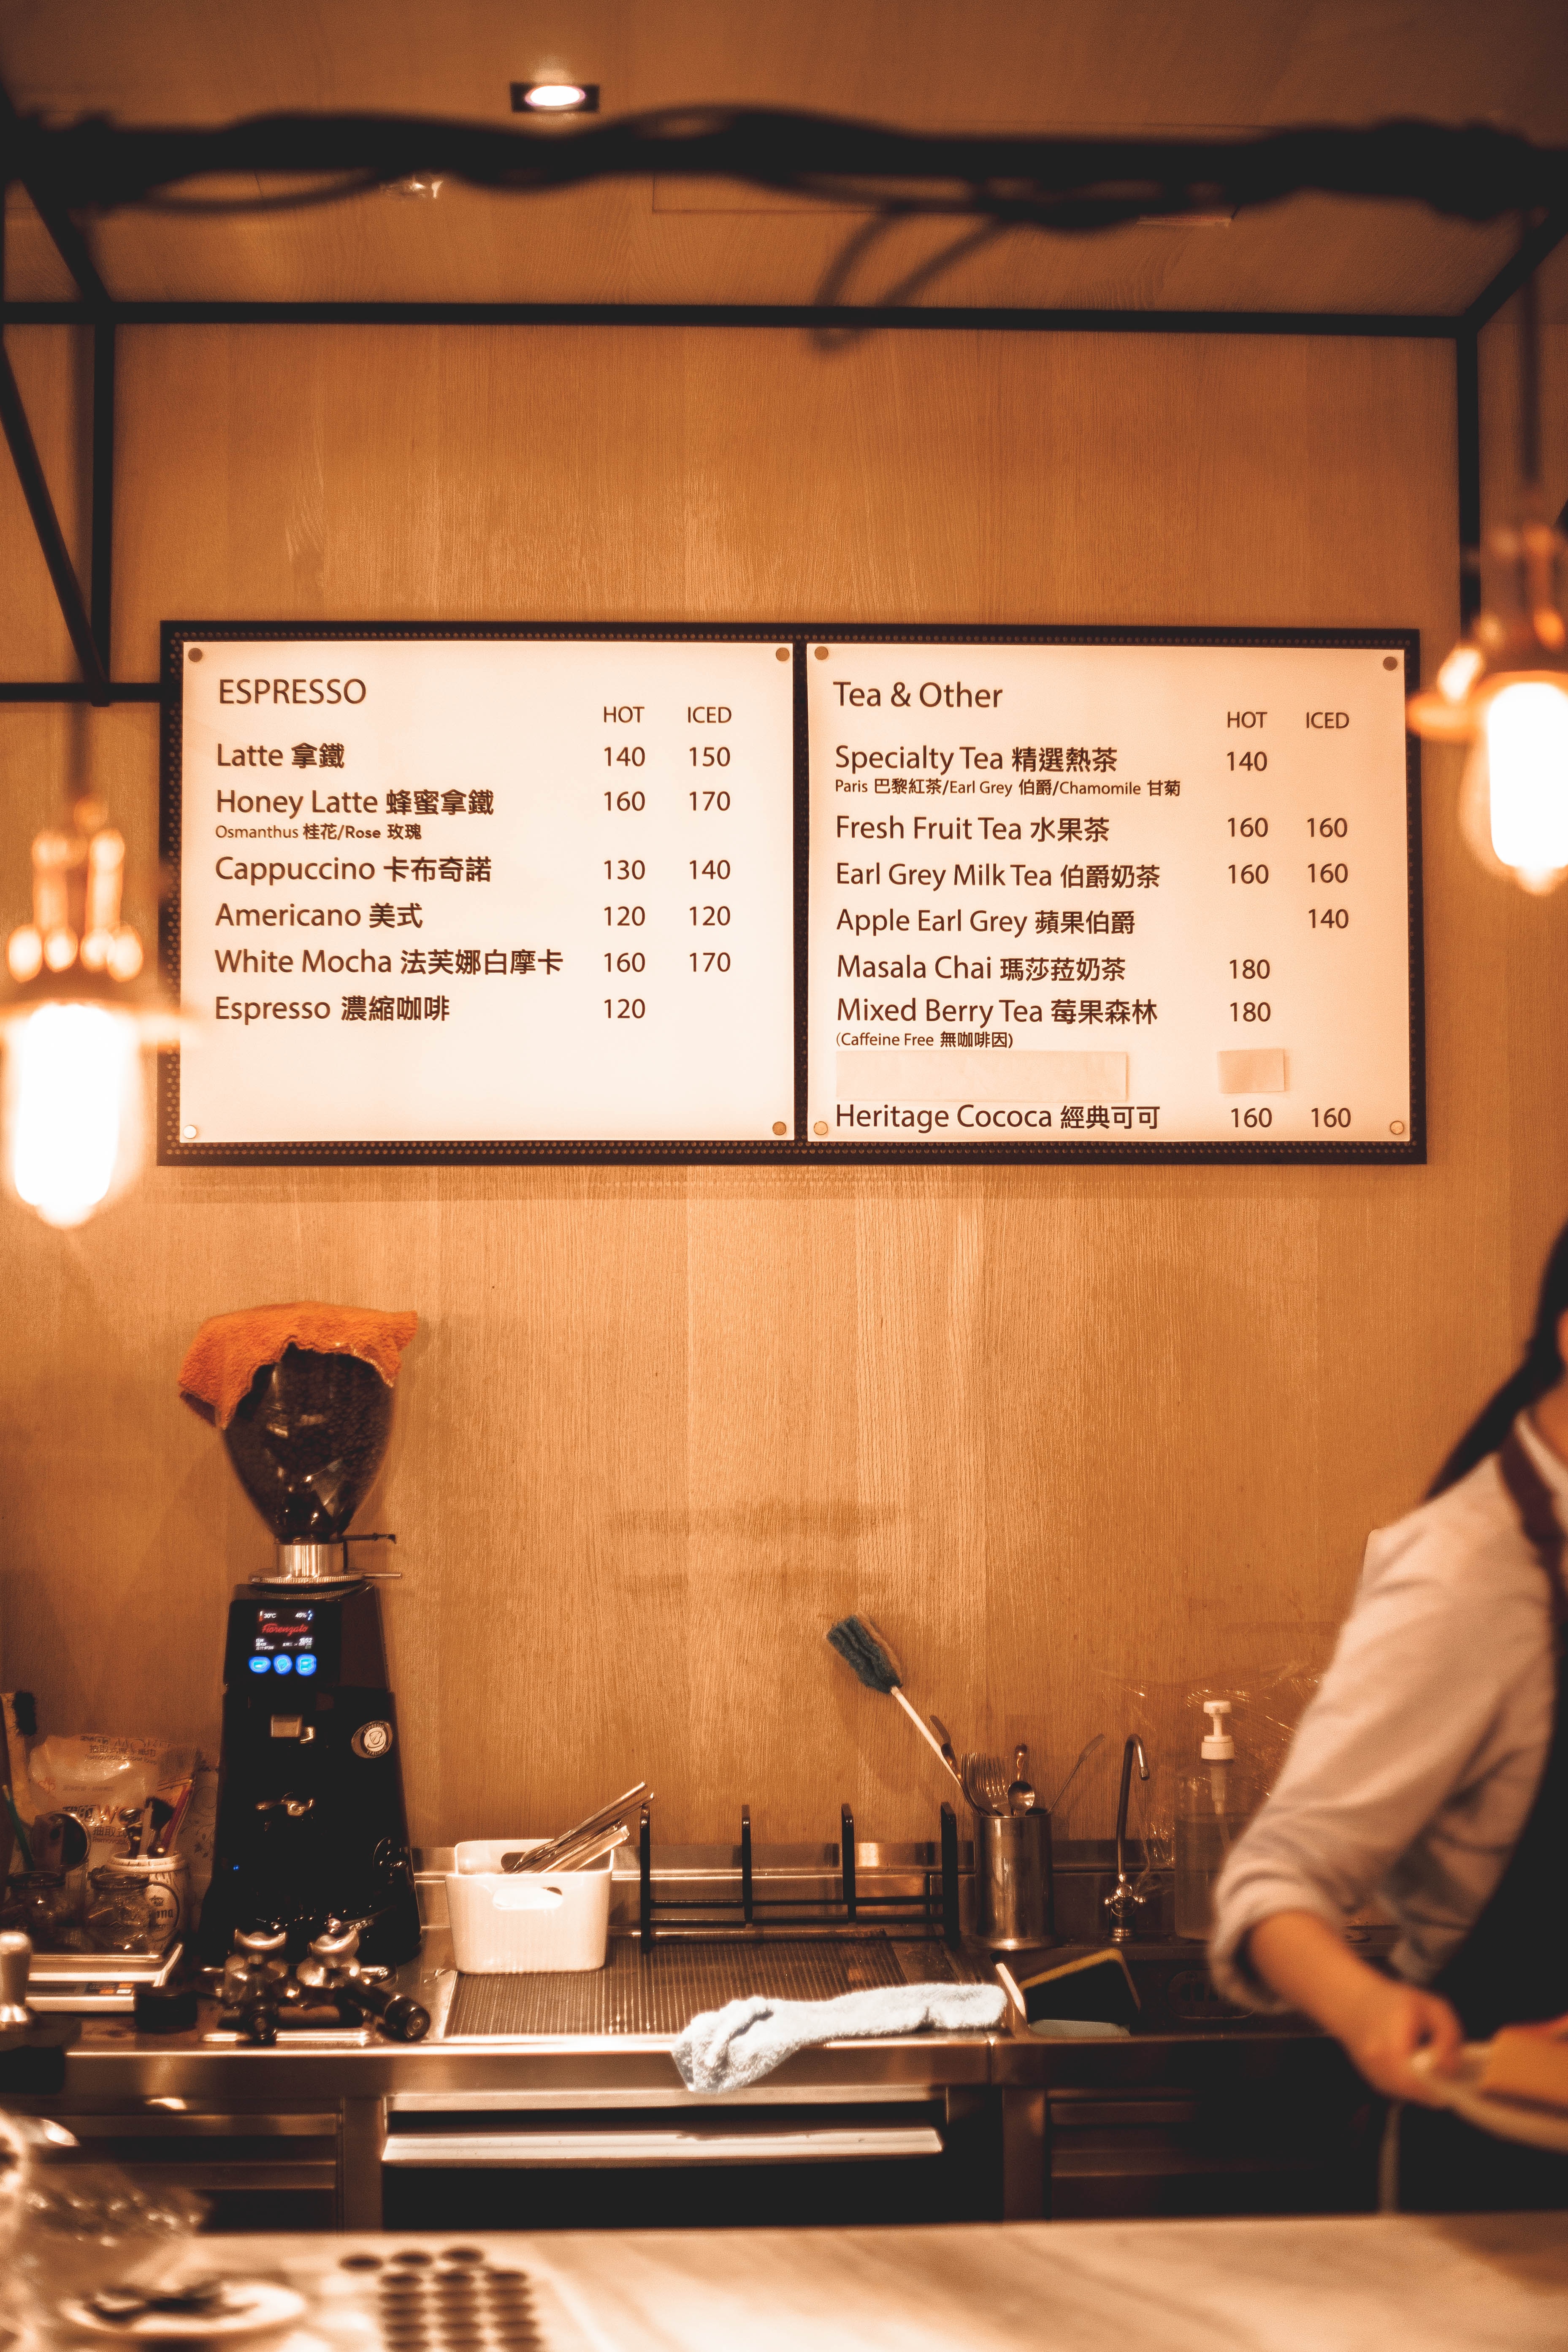 ESPRESSO
HOT ICED
Latte 拿鐵 140 150
Honey Latte 蜂蜜拿鐵 160 170
Osmanthus 桂花/Rose 玫瑰
Cappuccino 卡布奇諾 130 140
Americano 美式 120 120
White Mocha 法芙娜白摩卡 160 170
Espresso 濃縮咖啡 120
Tea & Other
HOT ICED
Specialty Tea 精選熱茶 140
Paris 巴黎紅茶/Earl Grey 伯爵/Chamomile 甘菊
Fresh Fruit Tea 水果茶 160 160
Earl Grey Milk Tea 伯爵奶茶 160 160
Apple Earl Grey 蘋果伯爵 140
Masala Chai 瑪莎菈奶茶 180
Mixed Berry Tea 莓果森林 180
(Caffeine Free 無咖啡因)
Heritage Cococa 經典可可 160 160
Fiorenzato